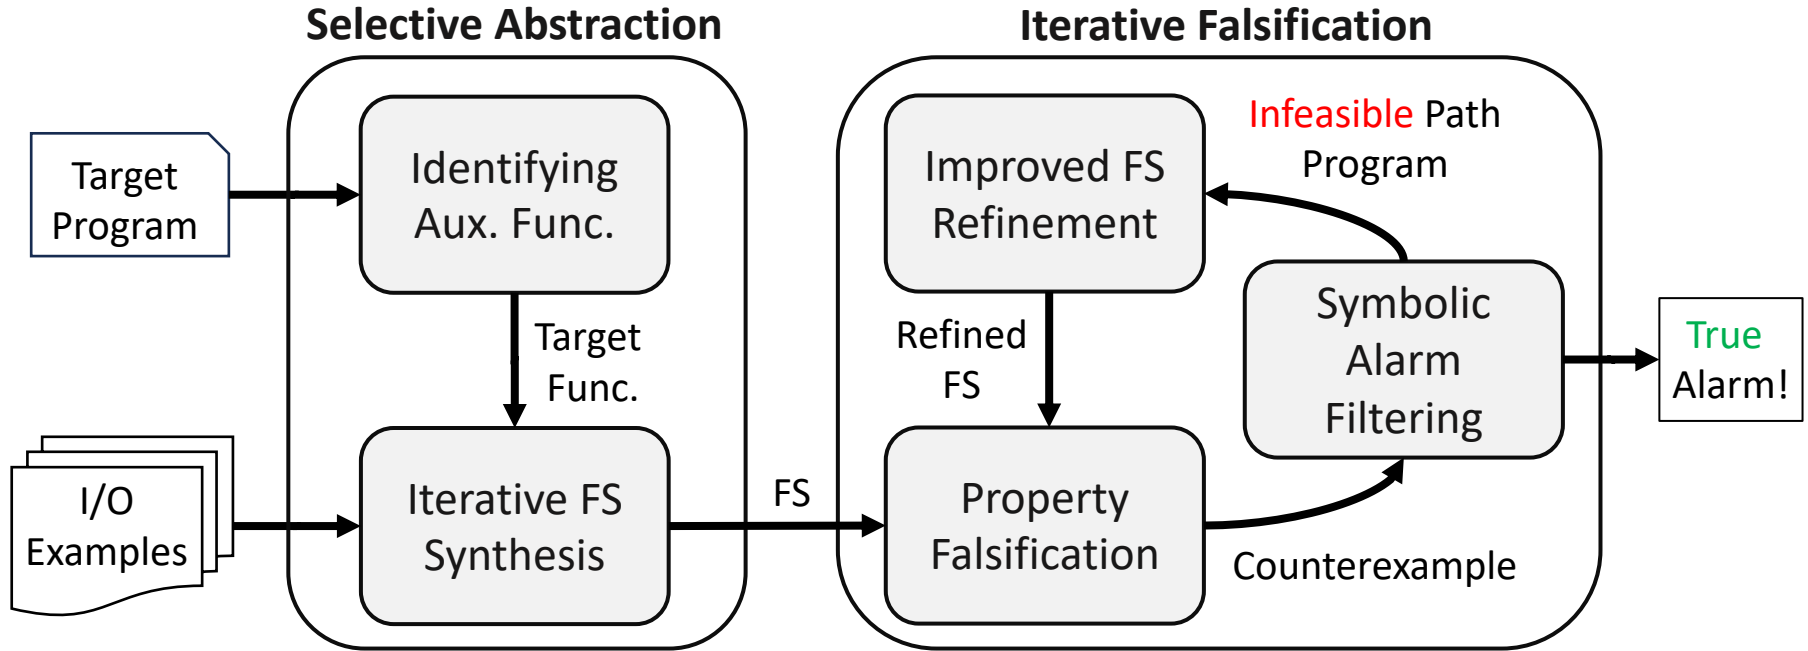 Selective Abstraction
Iterative Falsification
Target
Program
Identifying
Aux. Func.
Target
Func.
I/O
Examples
Iterative FS
Synthesis
FS
Improved FS
Refinement
Infeasible Path
Program
Refined
FS
Symbolic
Alarm
Filtering
Property
Falsification
Counterexample
True
Alarm!